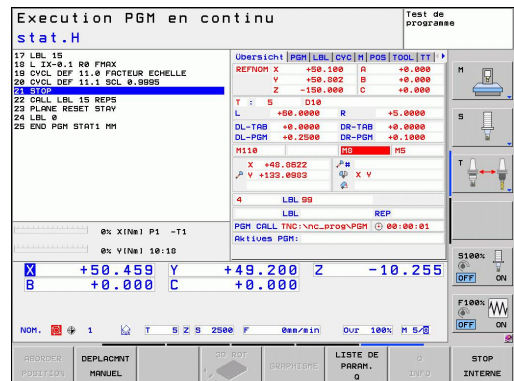 Execution PGM en continu
Test de programme
stat.H
17 LBL 15
18 L IX-0.1 R0 FMAX
19 CYCL DEF 11.0 FACTEUR ECHELLE
20 CYCL DEF 11.1 SCL 0.9995
21 STOP
22 CALL LBL 15 REP5
23 PLANE RESET STAY
24 LBL 0
25 END PGM STAT1 MM
0% X[Nm] P1 -T1
0% Y[Nm] 10:18
Übersicht PGM LBL CYC M POS TOOL TT
REFNOM X +50.100 A +0.000
Y +50.802 B +0.000
Z -150.000 C +0.000
T : 5 D10
L +60.0000 R +5.0000
DL-TAB +0.0000 DR-TAB +0.0000
DL-PGM +0.2500 DR-PGM +0.1000
M110 M8 M5
X +48.8622
Y +133.0983 X Y
4 LBL 99
LBL REP
PGM CALL TNC:\nc_prog\PGM 00:00:01
Aktives PGM:
X +50.459 Y +49.200 Z -10.255
B +0.000 C +0.000
NOM. 1 T 5 Z S 2500 F 0mm/min Ovr 100% M 5/8
M
S
T
S100%
OFF ON
F100%
OFF ON
ABORDER POSITION
DEPLACMNT MANUEL
3D ROT
GRAPHISME
LISTE DE PARAM. Q
Q INFO
STOP INTERNE